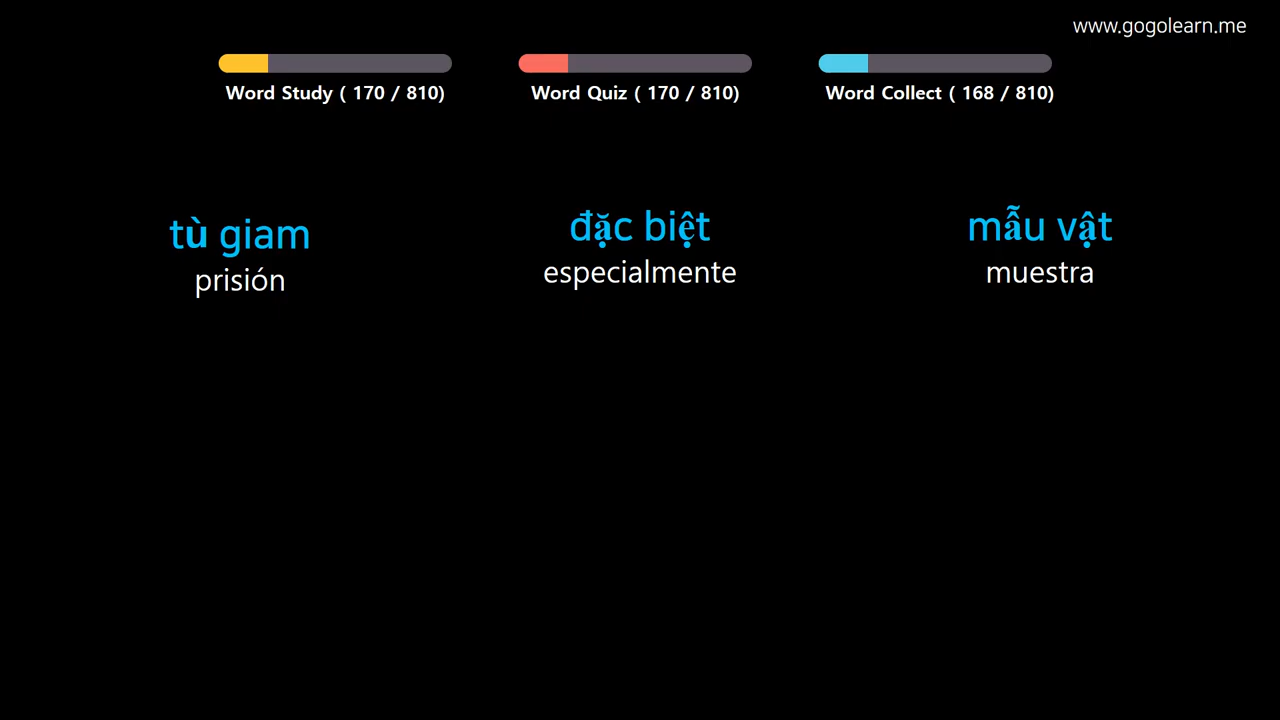 www.gogolearn.me
Word Study ( 170 / 810)
Word Quiz ( 170 / 810)
Word Collect ( 168 / 810)
tù giam
prisión
đặc biệt
especialmente
mẫu vật
muestra